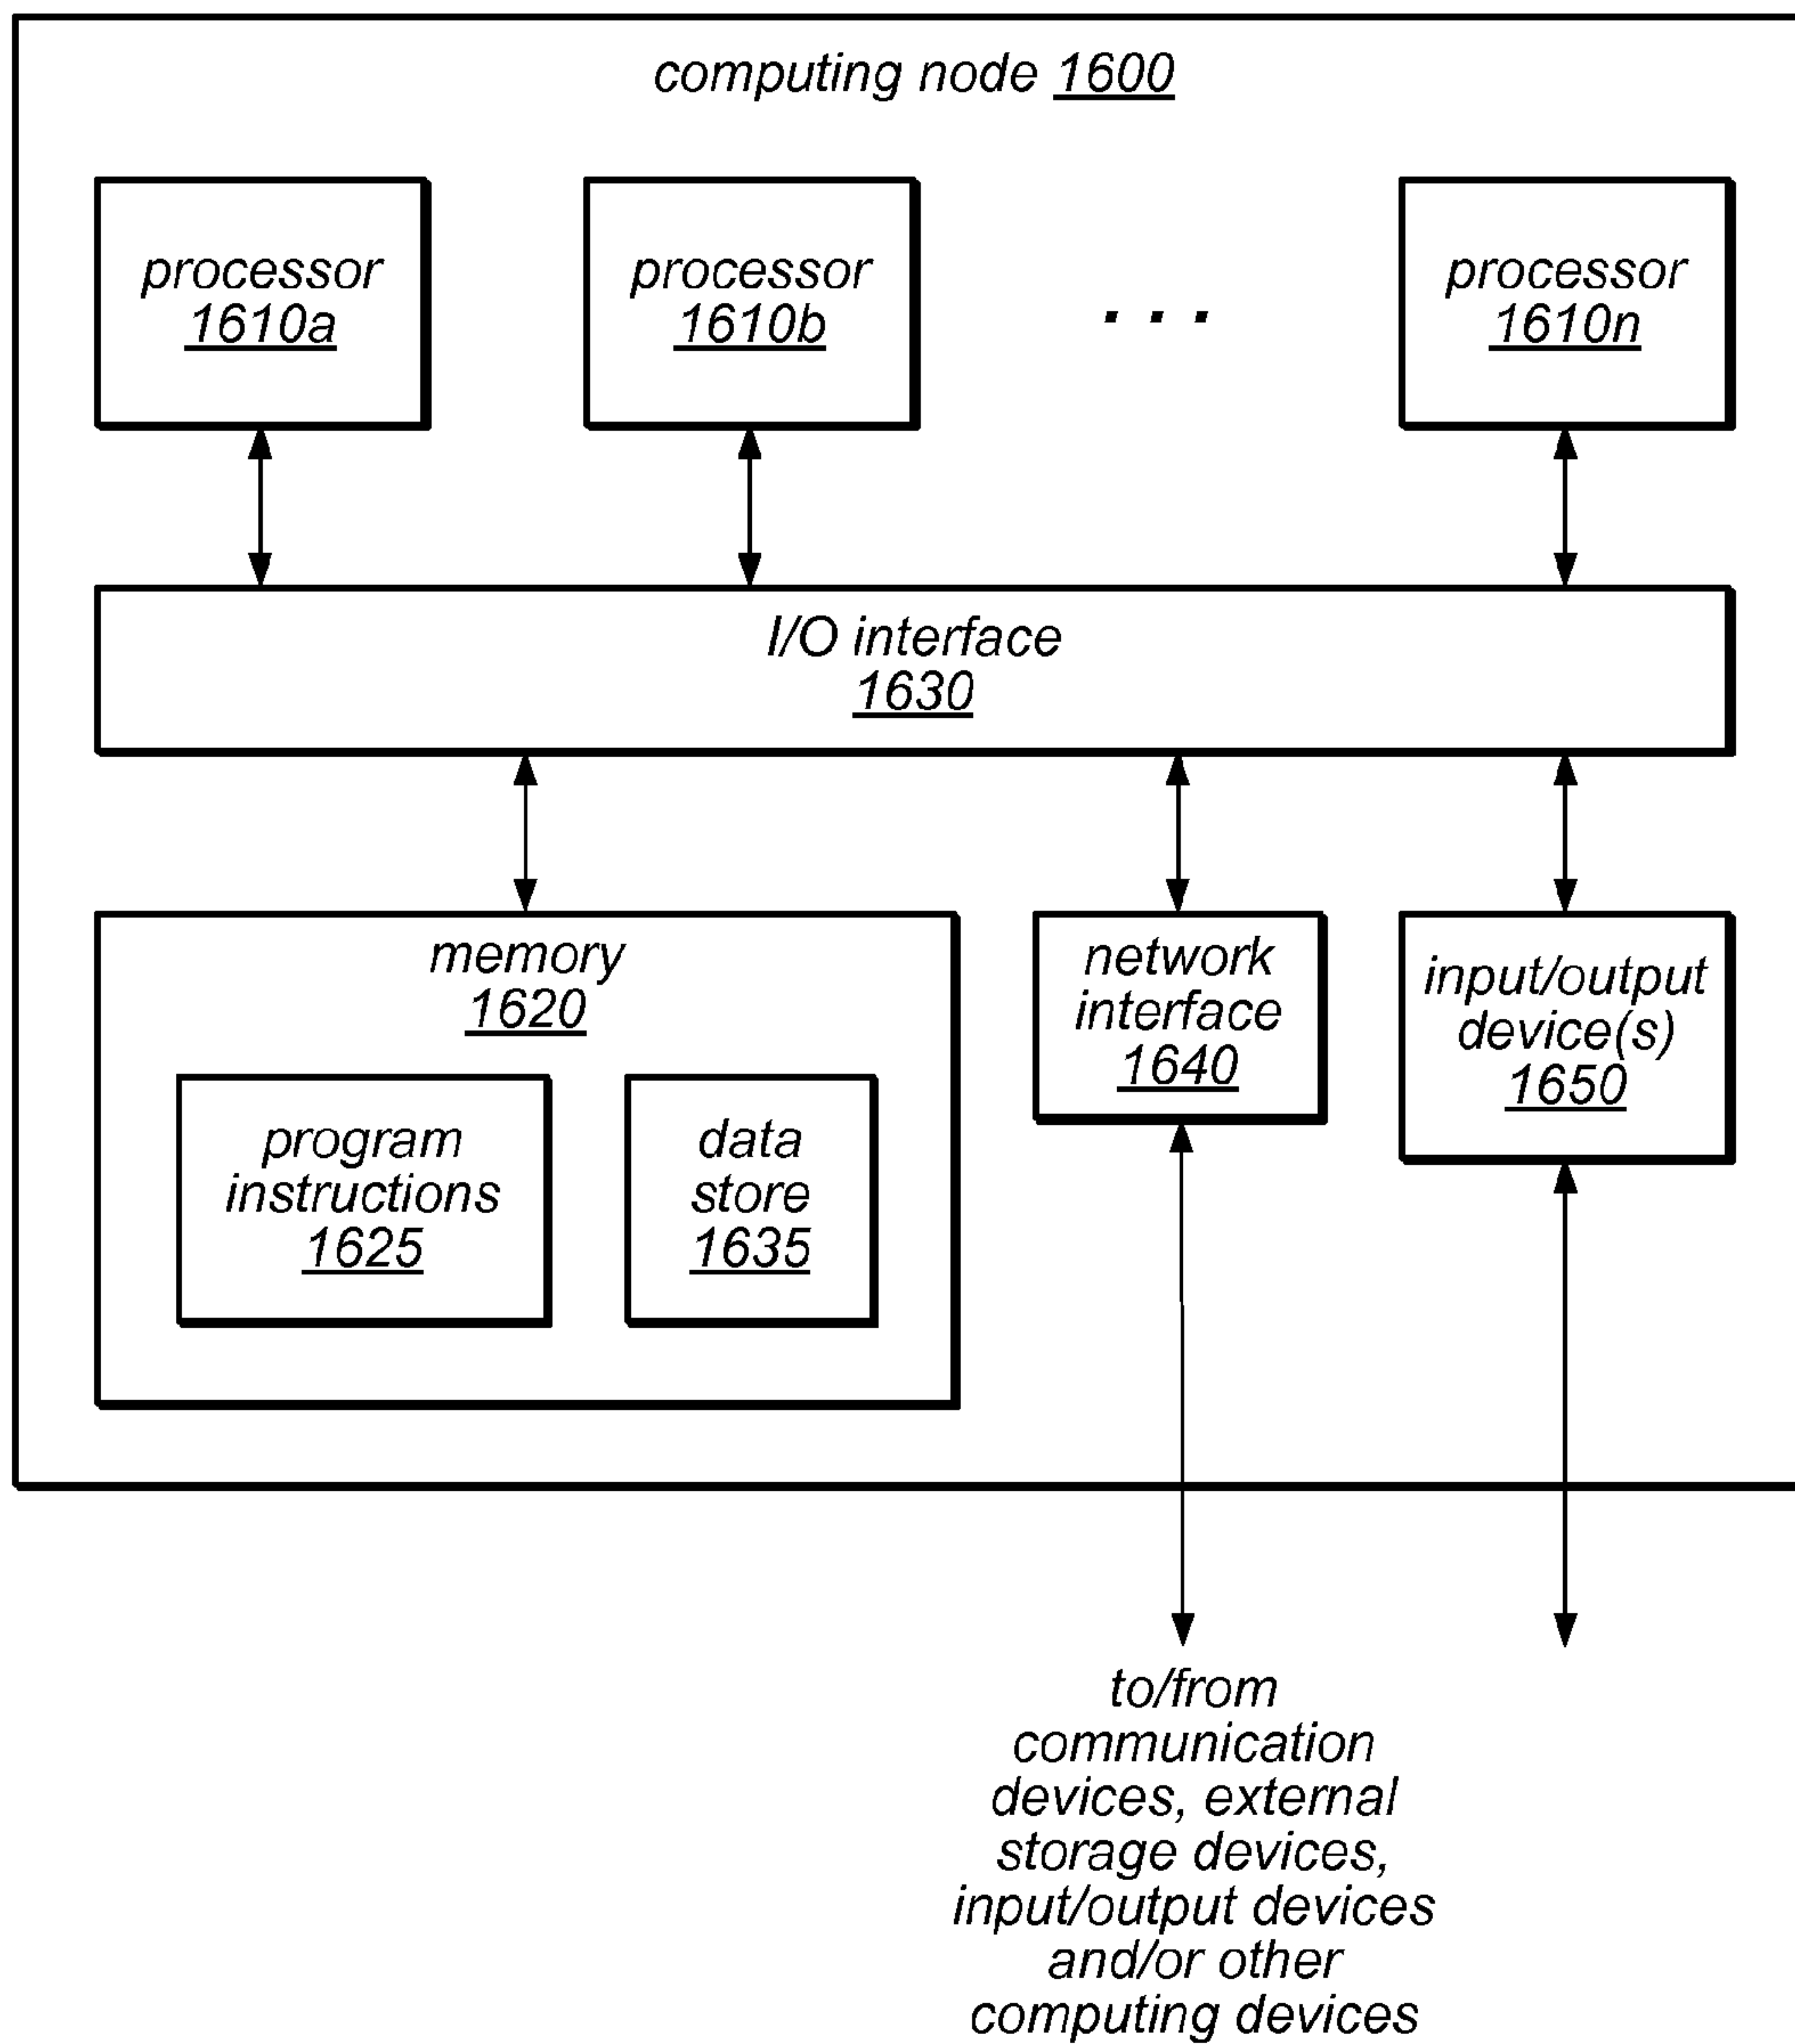 computing node 1600
processor
1610a
processor
1610b
. . .
processor
1610n
I/O interface
1630
memory
1620
program
instructions
1625
data
store
1635
network
interface
1640
input/output
device(s)
1650
to/from
communication
devices, external
storage devices,
input/output devices
and/or other
computing devices